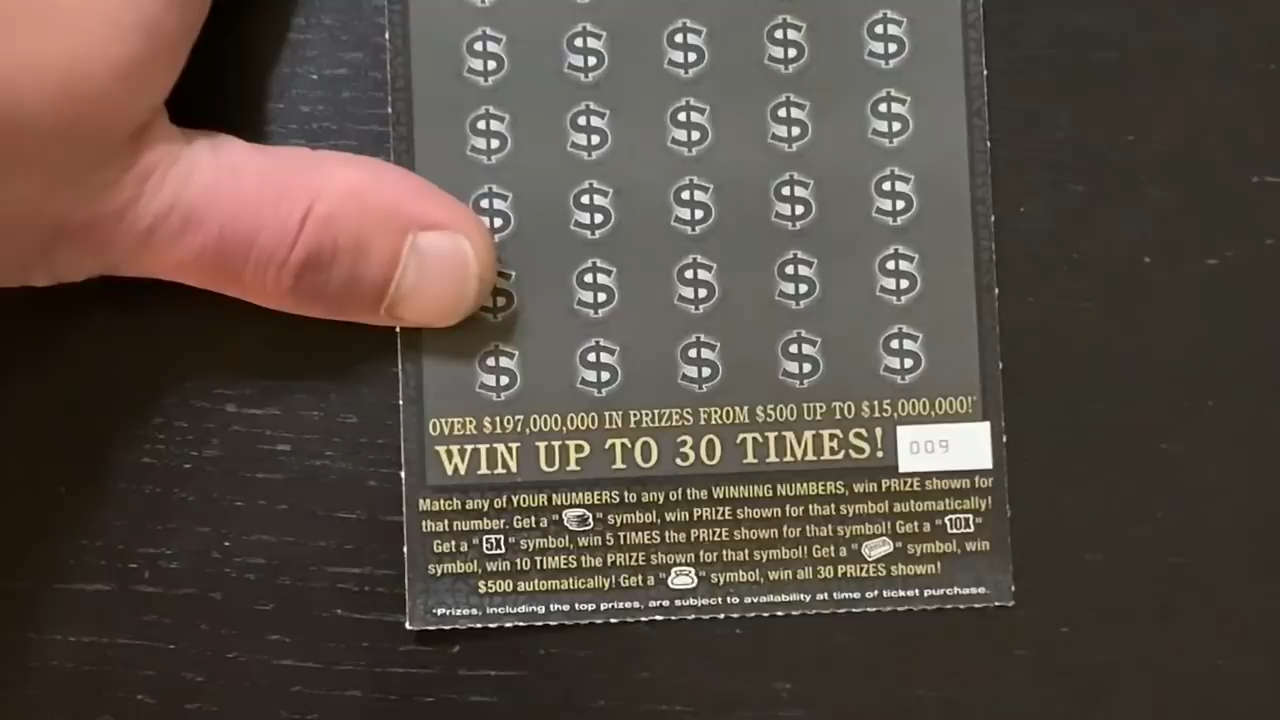 $ $ $ $ $
$ $ $ $ $
$ $ $ $ $
$ $ $ $ $
$ $ $ $ $
OVER $197,000,000 IN PRIZES FROM $500 UP TO $15,000,000!*
WIN UP TO 30 TIMES! 009
Match any of YOUR NUMBERS to any of the WINNING NUMBERS, win PRIZE shown for
that number. Get a " " symbol, win PRIZE shown for that symbol automatically!
Get a "5X" symbol, win 5 TIMES the PRIZE shown for that symbol! Get a "10X"
symbol, win 10 TIMES the PRIZE shown for that symbol! Get a " " symbol, win
$500 automatically! Get a " " symbol, win all 30 PRIZES shown!
*Prizes, including the top prizes, are subject to availability at time of ticket purchase.